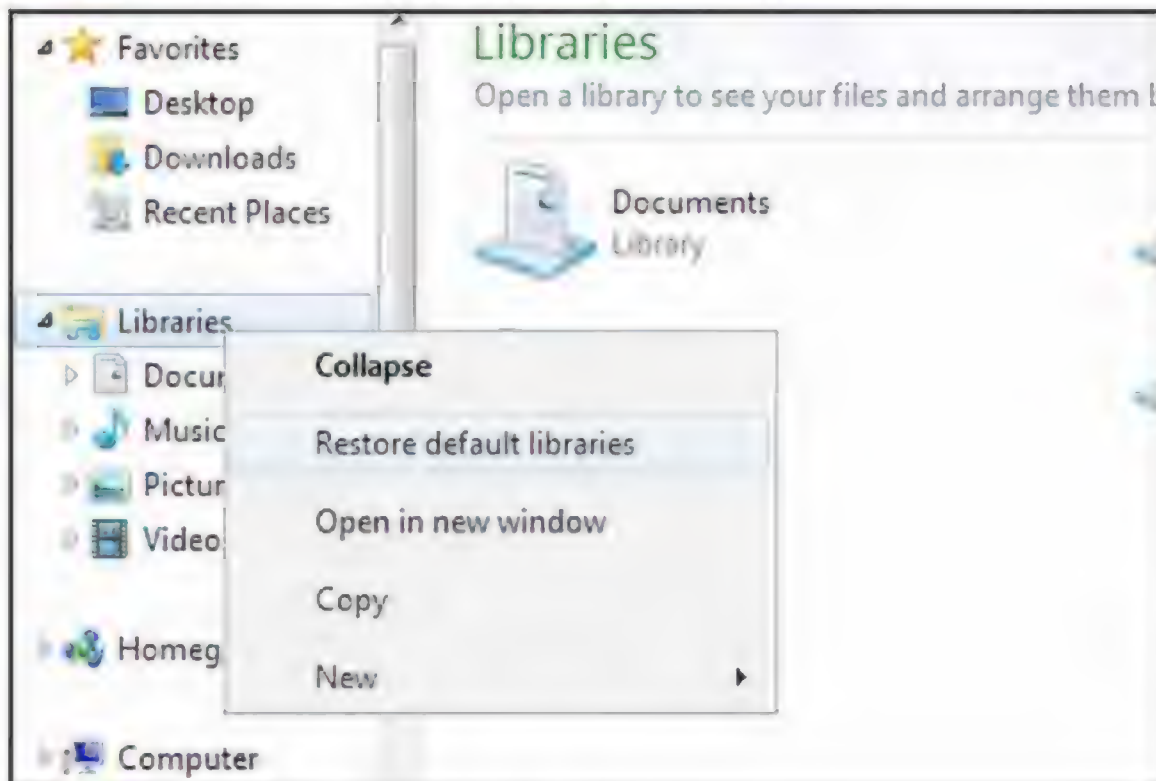 Favorites
Desktop
Downloads
Recent Places
Libraries
Docur
Music
Pictur
Video
Homeg
Computer
Libraries
Open a library to see your files and arrange them b
Documents
Library
Collapse
Restore default libraries
Open in new window
Copy
New